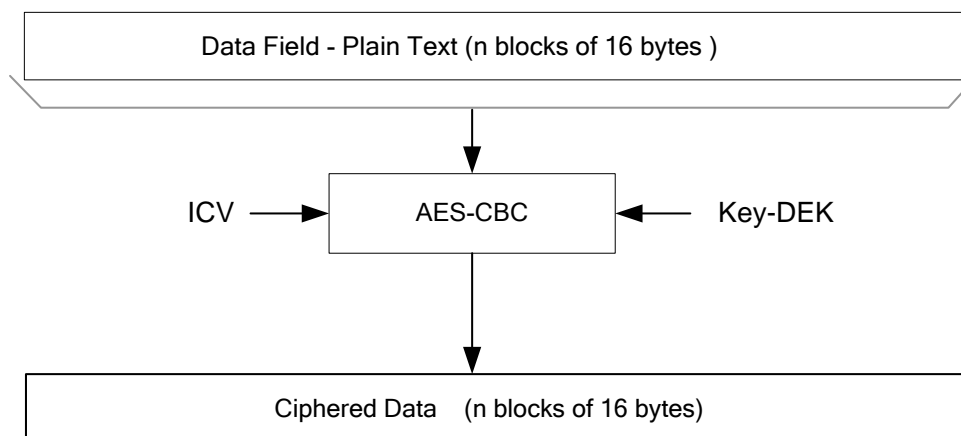 Data Field - Plain Text (n blocks of 16 bytes )
ICV
AES-CBC
Key-DEK
Ciphered Data (n blocks of 16 bytes)